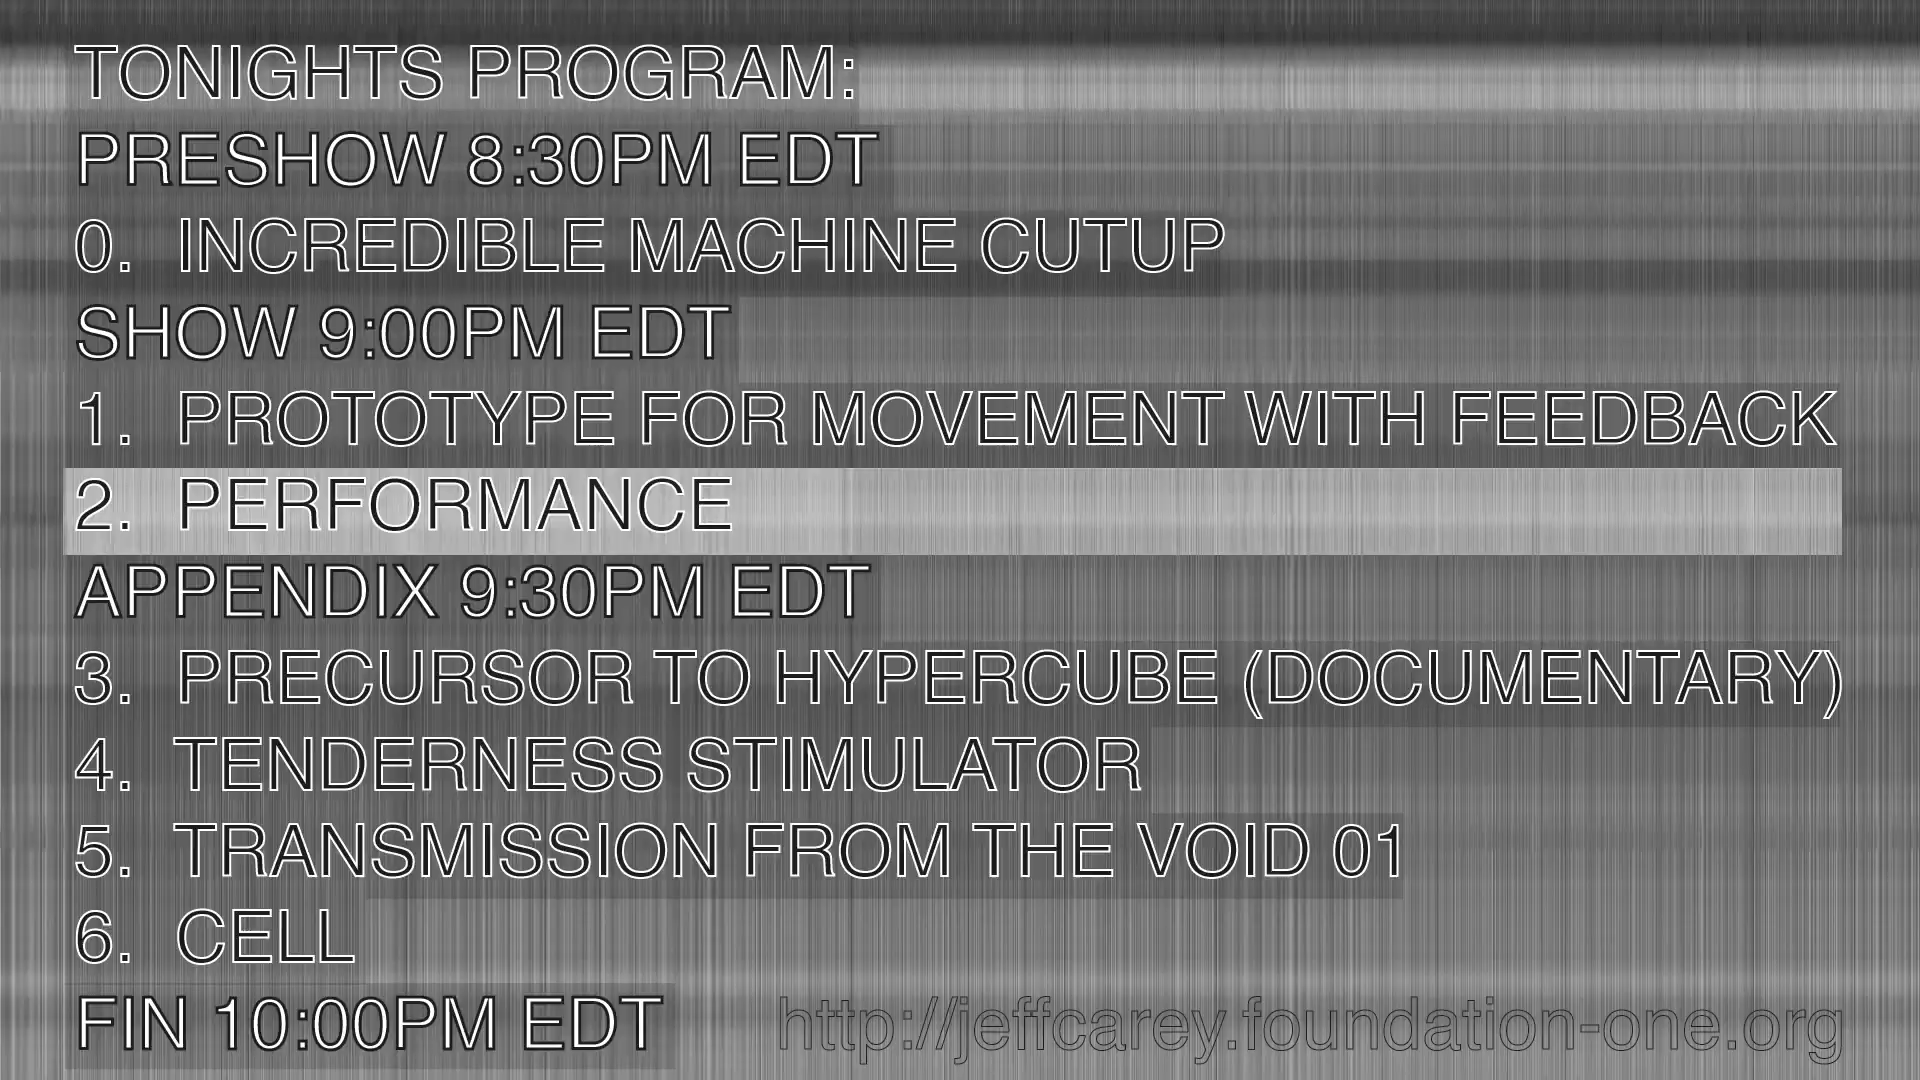 TONIGHTS PROGRAM:
PRESHOW 8:30PM EDT
0. INCREDIBLE MACHINE CUTUP
SHOW 9:00PM EDT
1. PROTOTYPE FOR MOVEMENT WITH FEEDBACK
2. PERFORMANCE
APPENDIX 9:30PM EDT
3. PRECURSOR TO HYPERCUBE (DOCUMENTARY)
4. TENDERNESS STIMULATOR
5. TRANSMISSION FROM THE VOID 01
6. CELL
FIN 10:00PM EDT http://jeffcarey.foundation-one.org